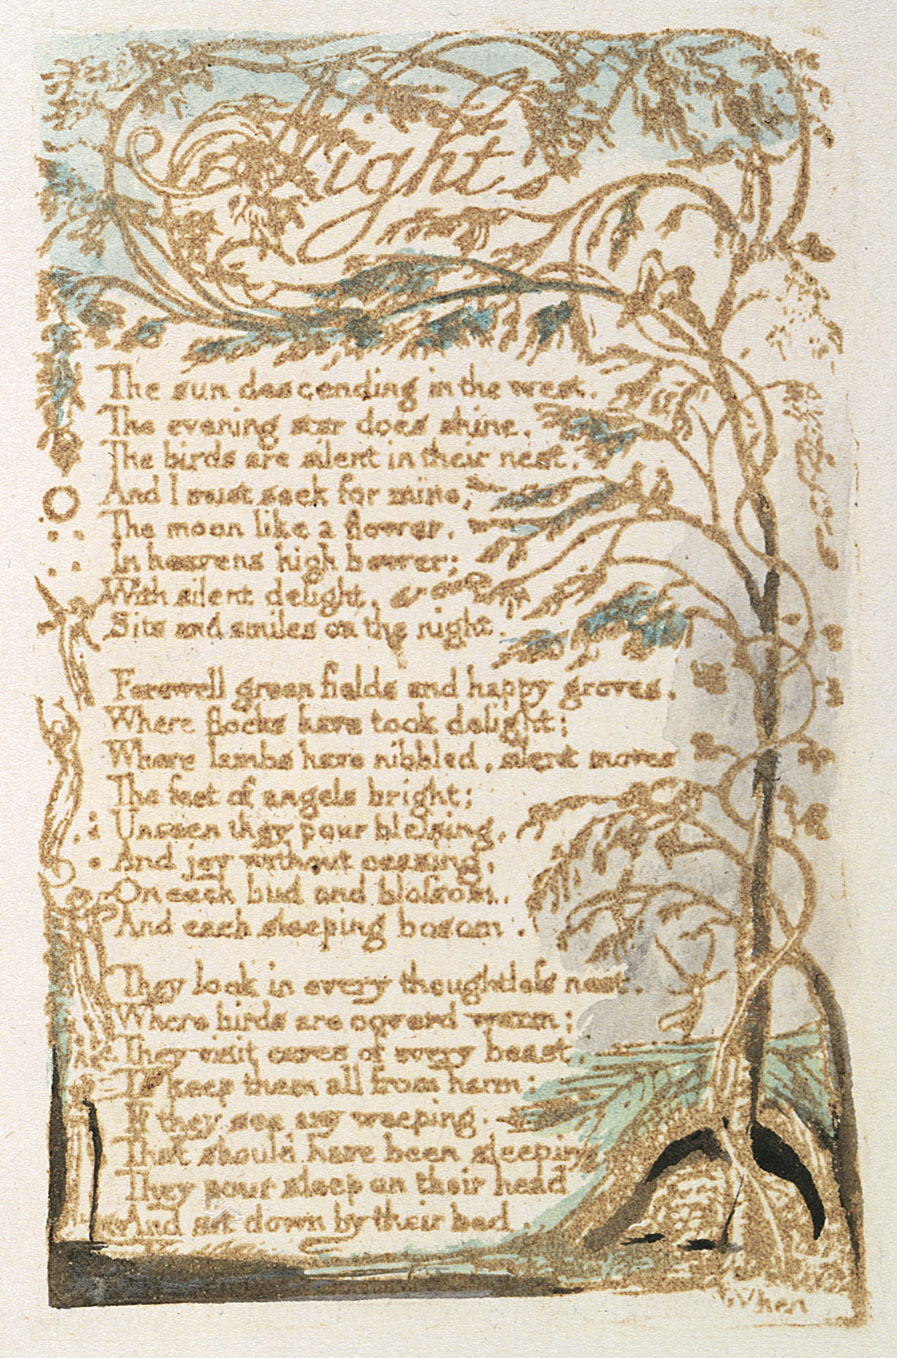 Night
The sun descending in the west.
The evening star does shine.
The birds are silent in their nest.
And I must seek for mine,
The moon like a flower,
In heavens high bower;
With silent delight,
Sits and smiles on the night.
Farewell green fields and happy groves,
Where flocks have took delight;
Where lambs have nibbled, silent moves
The feet of angels bright;
Unseen they pour blessing,
And joy without ceasing,
On each bud and blossom,
And each sleeping bosom.
They look in every thoughtless nest,
Where birds are coverd warm;
They visit caves of every beast,
To keep them all from harm;
If they see any weeping,
That should have been sleeping
They pour sleep on their head
And sit down by their bed.
When